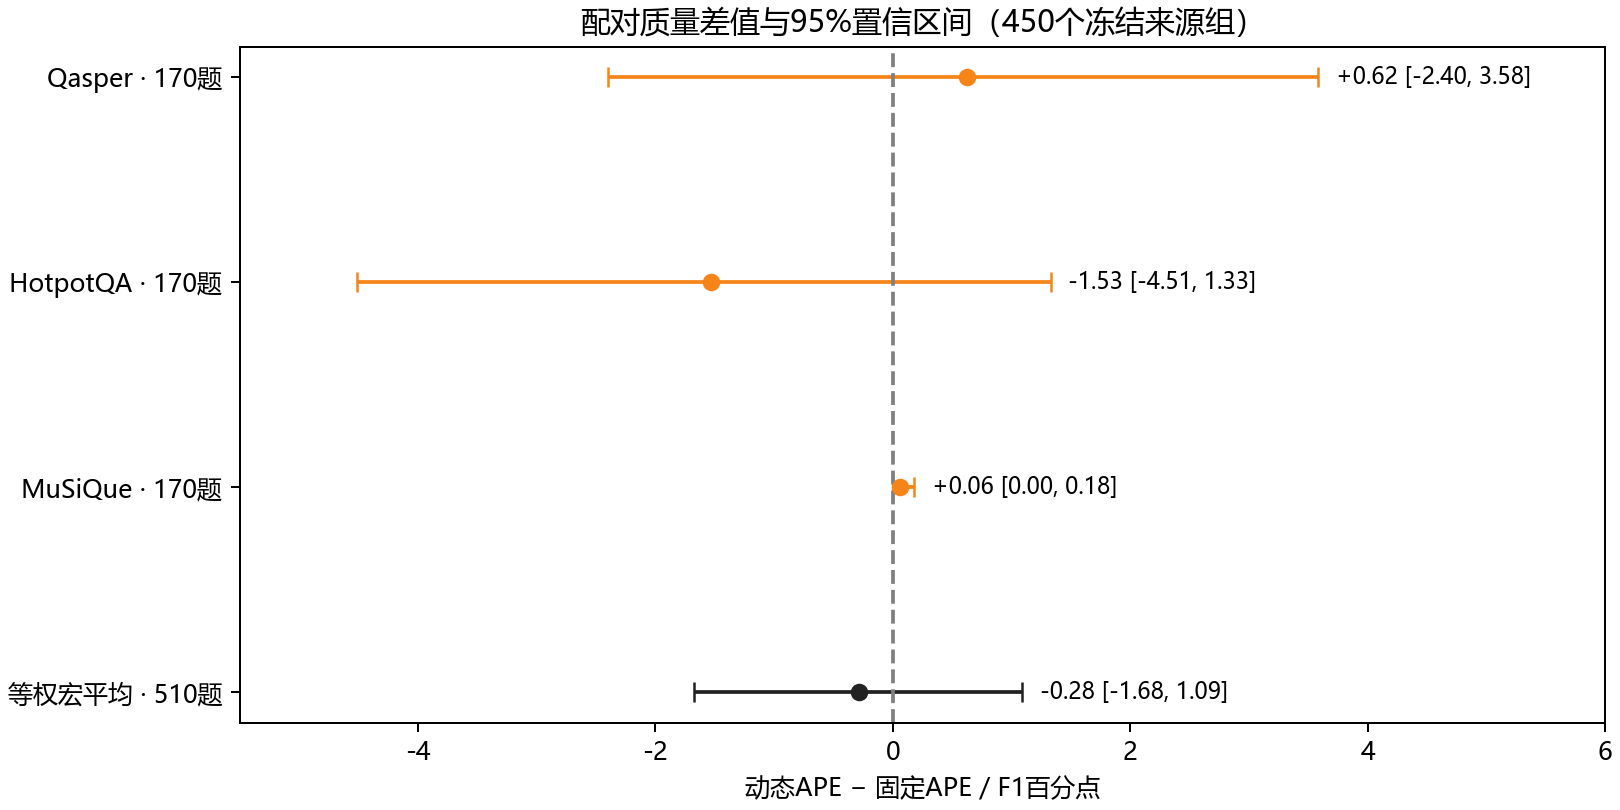 配对质量差值与95%置信区间（450个冻结来源组）
Qasper · 170题
+0.62 [-2.40, 3.58]
HotpotQA · 170题
-1.53 [-4.51, 1.33]
MuSiQue · 170题
+0.06 [0.00, 0.18]
等权宏平均 · 510题
-0.28 [-1.68, 1.09]
-4 -2 0 2 4 6
动态APE − 固定APE / F1百分点